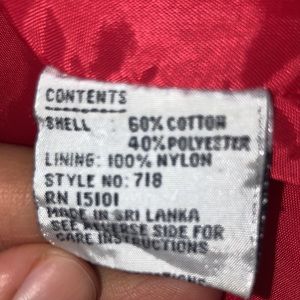 CONTENTS
SHELL : 60% COTTON
40% POLYESTER
LINING: 100% NYLON
STYLE NO: 718
RN 15101
MADE IN SRI LANKA
SEE REVERSE SIDE FOR
CARE INSTRUCTIONS